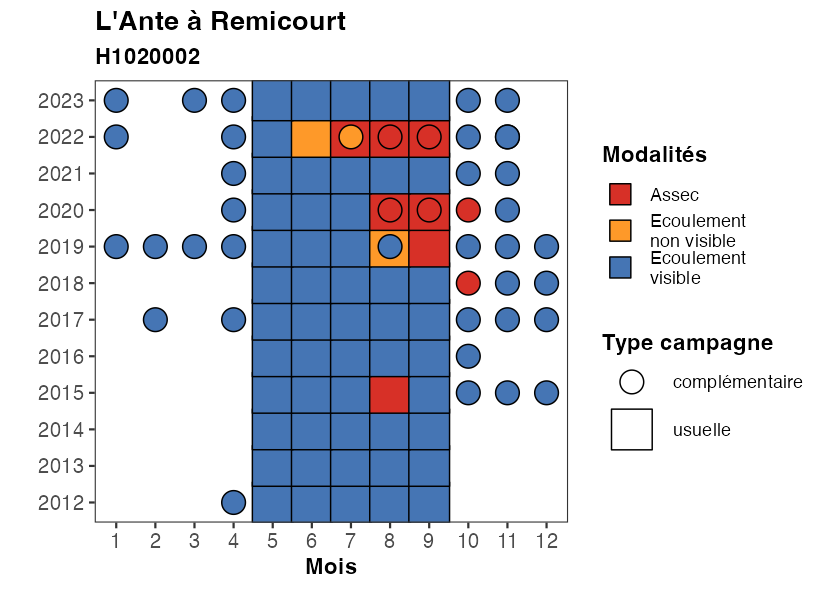 L'Ante à Remicourt
H1020002
2023
2022
2021
2020
2019
2018
2017
2016
2015
2014
2013
2012
1 2 3 4 5 6 7 8 9 10 11 12
Mois
Modalités
Assec
Ecoulement
non visible
Ecoulement
visible
Type campagne
complémentaire
usuelle